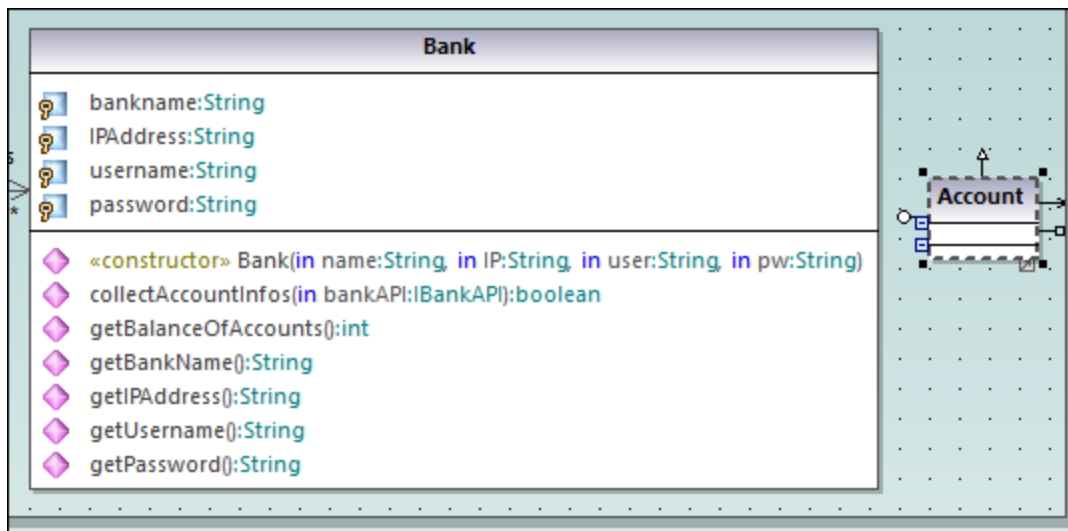 Bank
bankname:String
IPAddress:String
username:String
password:String
s
*
«constructor» Bank(in name:String, in IP:String, in user:String, in pw:String)
collectAccountInfos(in bankAPI:IBankAPI):boolean
getBalanceOfAccounts():int
getBankName():String
getIPAddress():String
getUsername():String
getPassword():String
Account